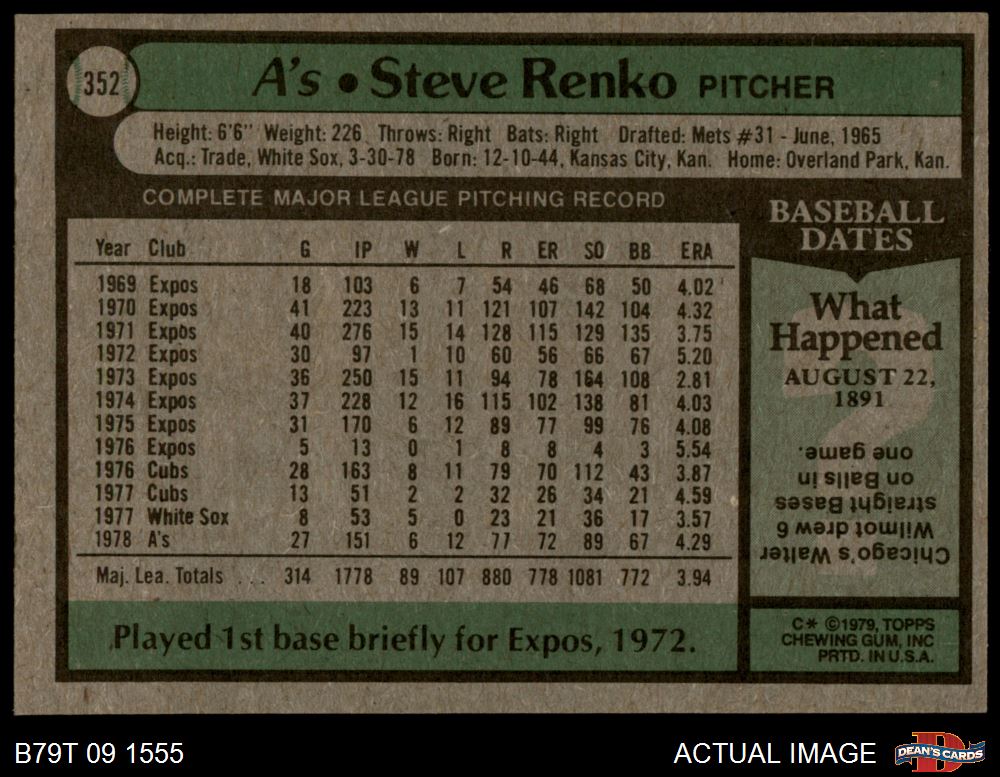 352
A's • Steve Renko PITCHER
Height: 6'6" Weight: 226 Throws: Right Bats: Right Drafted: Mets #31 - June, 1965
Acq.: Trade, White Sox, 3-30-78 Born: 12-10-44, Kansas City, Kan. Home: Overland Park, Kan.
COMPLETE MAJOR LEAGUE PITCHING RECORD
Year Club G IP W L R ER SO BB ERA
1969 Expos 18 103 6 7 54 46 68 50 4.02
1970 Expos 41 223 13 11 121 107 142 104 4.32
1971 Expos 40 276 15 14 128 115 129 135 3.75
1972 Expos 30 97 1 10 60 56 66 67 5.20
1973 Expos 36 250 15 11 94 78 164 108 2.81
1974 Expos 37 228 12 16 115 102 138 81 4.03
1975 Expos 31 170 6 12 89 77 99 76 4.08
1976 Expos 5 13 0 1 8 8 4 3 5.54
1976 Cubs 28 163 8 11 79 70 112 43 3.87
1977 Cubs 13 51 2 2 32 26 34 21 4.59
1977 White Sox 8 53 5 0 23 21 36 17 3.57
1978 A's 27 151 6 12 77 72 89 67 4.29
Maj. Lea. Totals ... 314 1778 89 107 880 778 1081 772 3.94
Played 1st base briefly for Expos, 1972.
BASEBALL
DATES
What
Happened
AUGUST 22,
1891
?
Chicago's Walter
Wilmot drew 6
straight Bases
on Balls in
one game.
C* ©1979, TOPPS
CHEWING GUM, INC
PRTD. IN U.S.A.
B79T 09 1555
ACTUAL IMAGE
D
DEAN'S CARDS